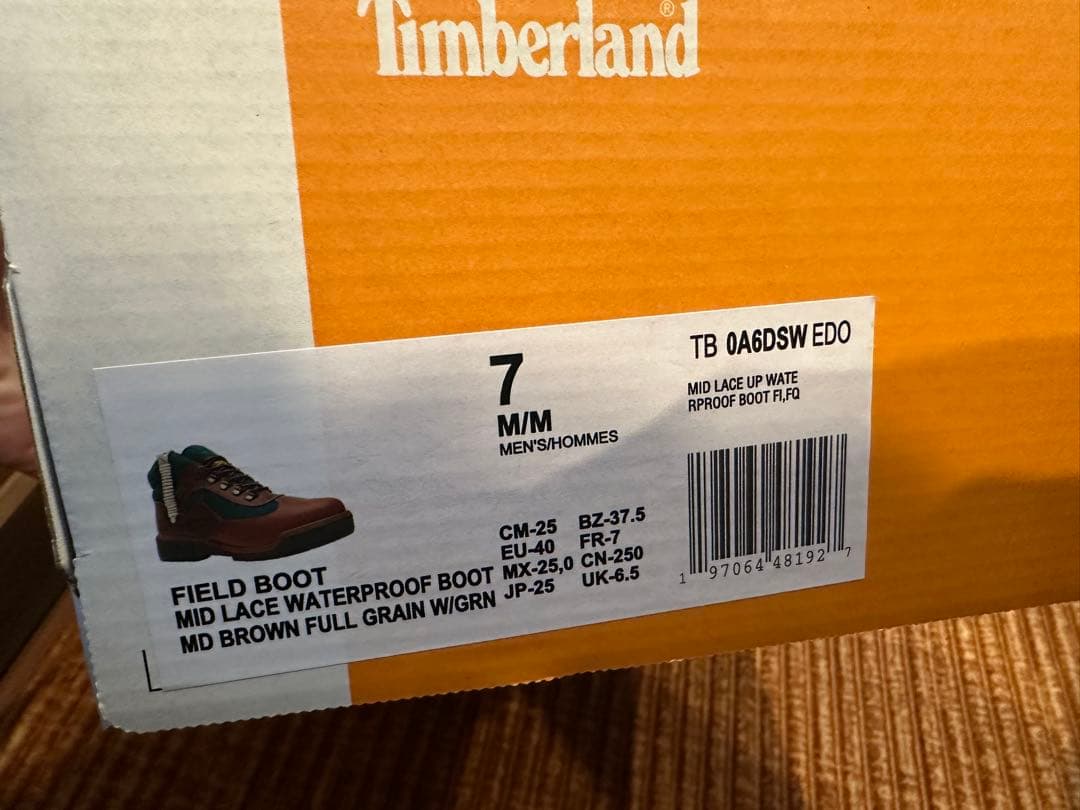 Timberland®
7
M/M
MEN'S/HOMMES
TB 0A6DSW EDO
MID LACE UP WATE
RPROOF BOOT FI,FQ
FIELD BOOT
MID LACE WATERPROOF BOOT
MD BROWN FULL GRAIN W/GRN
CM-25 BZ-37.5
EU-40 FR-7
MX-25,0 CN-250
JP-25 UK-6.5
1 97064 48192 7